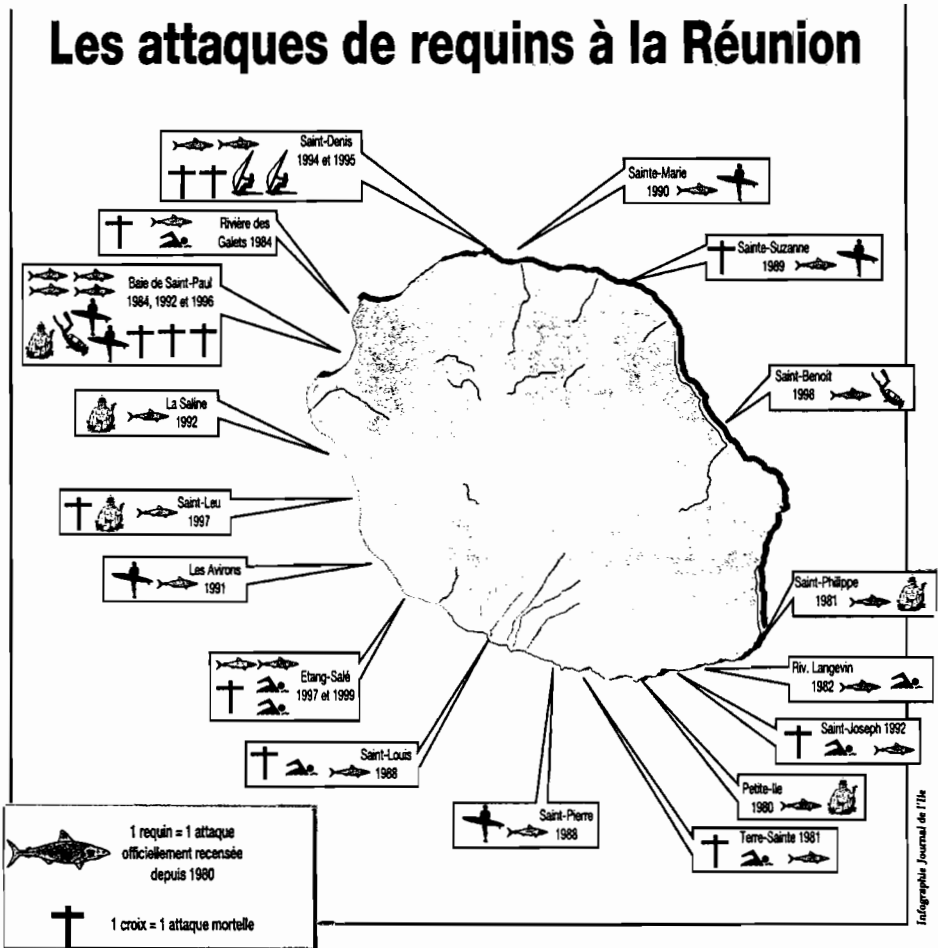 Les attaques de requins à la Réunion
Saint-Denis
1994 et 1995
Sainte-Marie
1990
Rivière des
Galets 1984
Sainte-Suzanne
1989
Baie de Saint-Paul
1984, 1992 et 1996
Saint-Benoit
1998
La Saline
1992
Saint-Leu
1997
Les Avirons
1991
Saint-Philippe
1981
Etang-Salé
1997 et 1999
Riv. Langevin
1982
Saint-Joseph 1992
Saint-Louis
1988
Petite-Ile
1980
Saint-Pierre
1988
Terre-Sainte 1981
1 requin = 1 attaque
officiellement recensée
depuis 1980
1 croix = 1 attaque mortelle
Infographie Journal de l'Ile